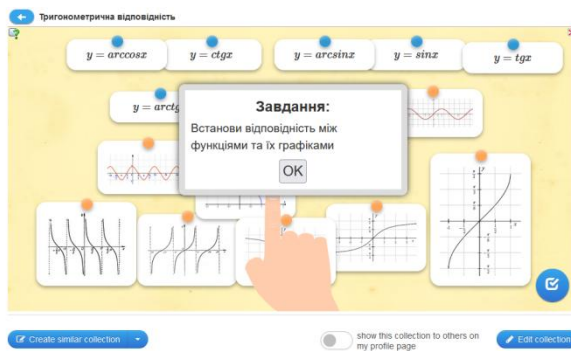 Тригонометрична відповідність
y = arccosx
y = ctgx
y = arcsinx
y = sinx
y = tgx
y = arctg
Завдання:
Встанови відповідність між
функціями та їх графіками
OK
Create similar collection
show this collection to others on
my profile page
Edit collection